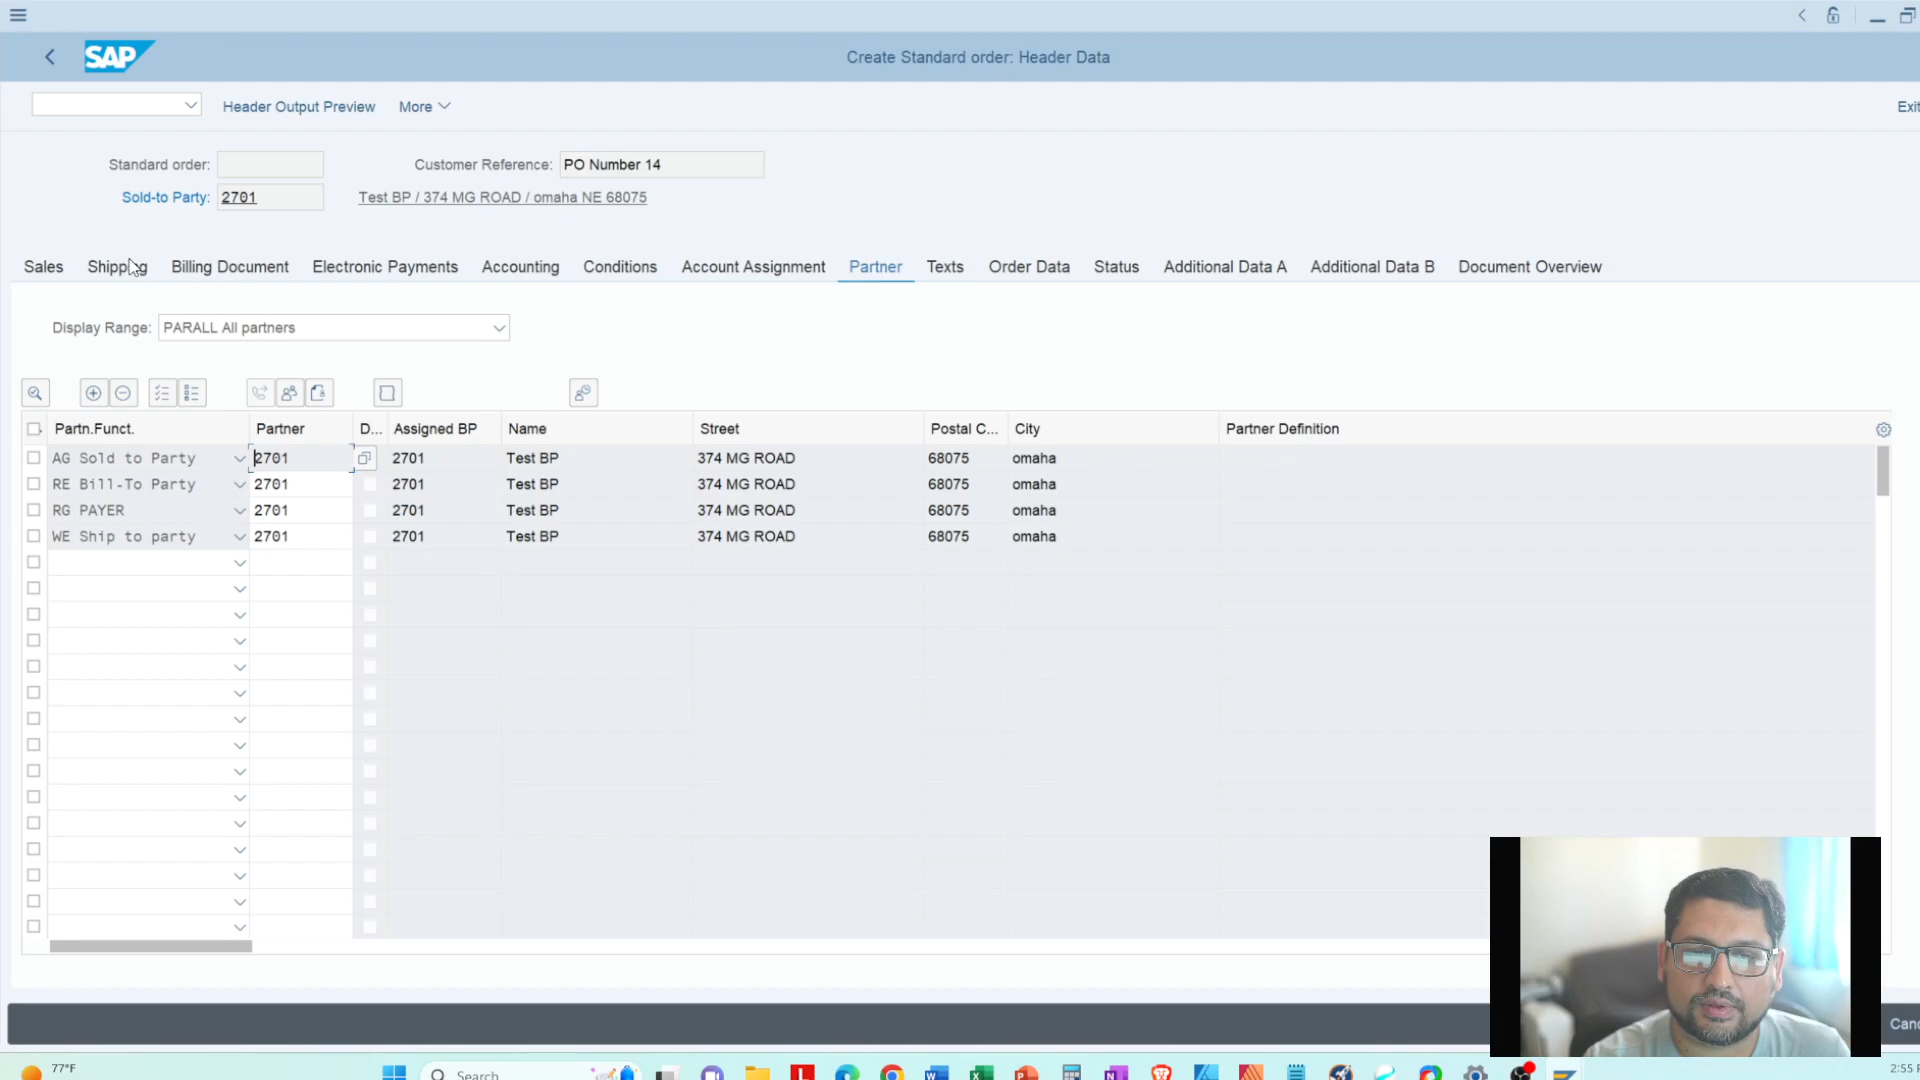 SAP
Create Standard order: Header Data
Header Output Preview
More
Exit
Standard order:
Customer Reference: PO Number 14
Sold-to Party: 2701
Test BP / 374 MG ROAD / omaha NE 68075
Sales Shipping Billing Document Electronic Payments Accounting Conditions Account Assignment Partner Texts Order Data Status Additional Data A Additional Data B Document Overview
Display Range: PARALL All partners
Partn.Funct. Partner D... Assigned BP Name Street Postal C... City Partner Definition
AG Sold to Party 2701 2701 Test BP 374 MG ROAD 68075 omaha
RE Bill-To Party 2701 2701 Test BP 374 MG ROAD 68075 omaha
RG PAYER 2701 2701 Test BP 374 MG ROAD 68075 omaha
WE Ship to party 2701 2701 Test BP 374 MG ROAD 68075 omaha
Canc
77°F
Search
2:55